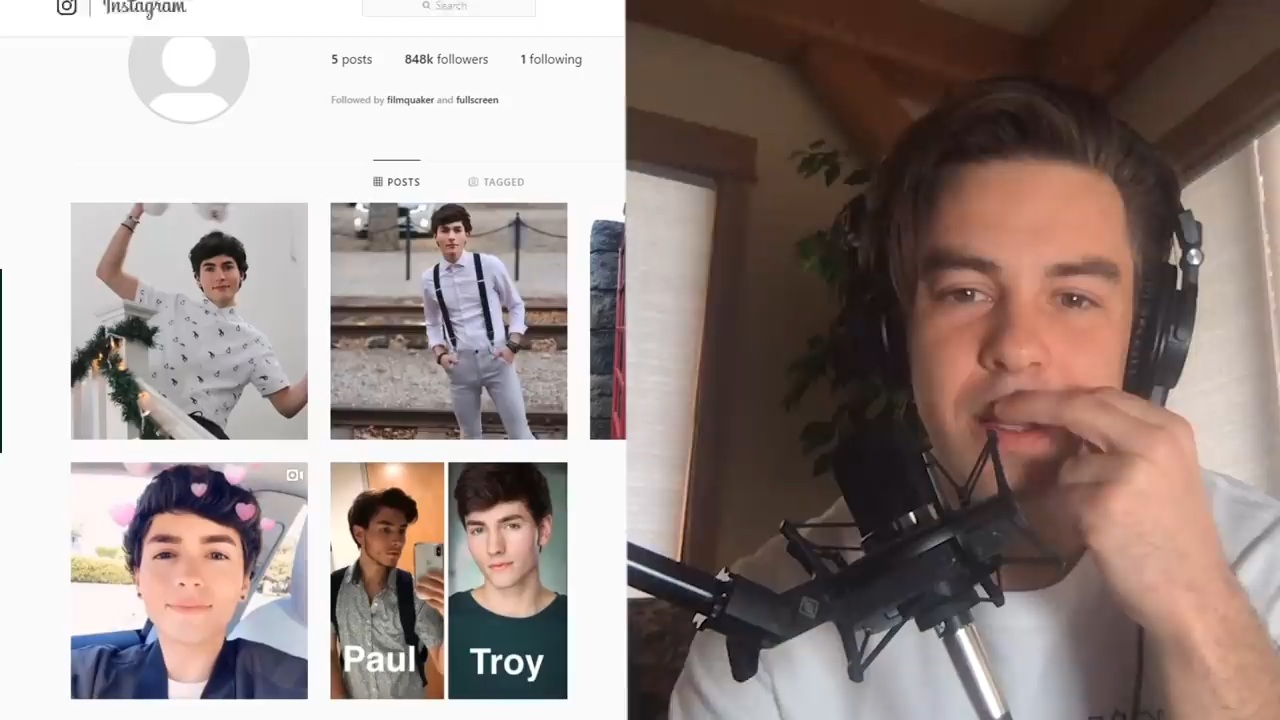 Instagram
Search
5 posts 848k followers 1 following
Followed by filmquaker and fullscreen
POSTS TAGGED
Paul Troy